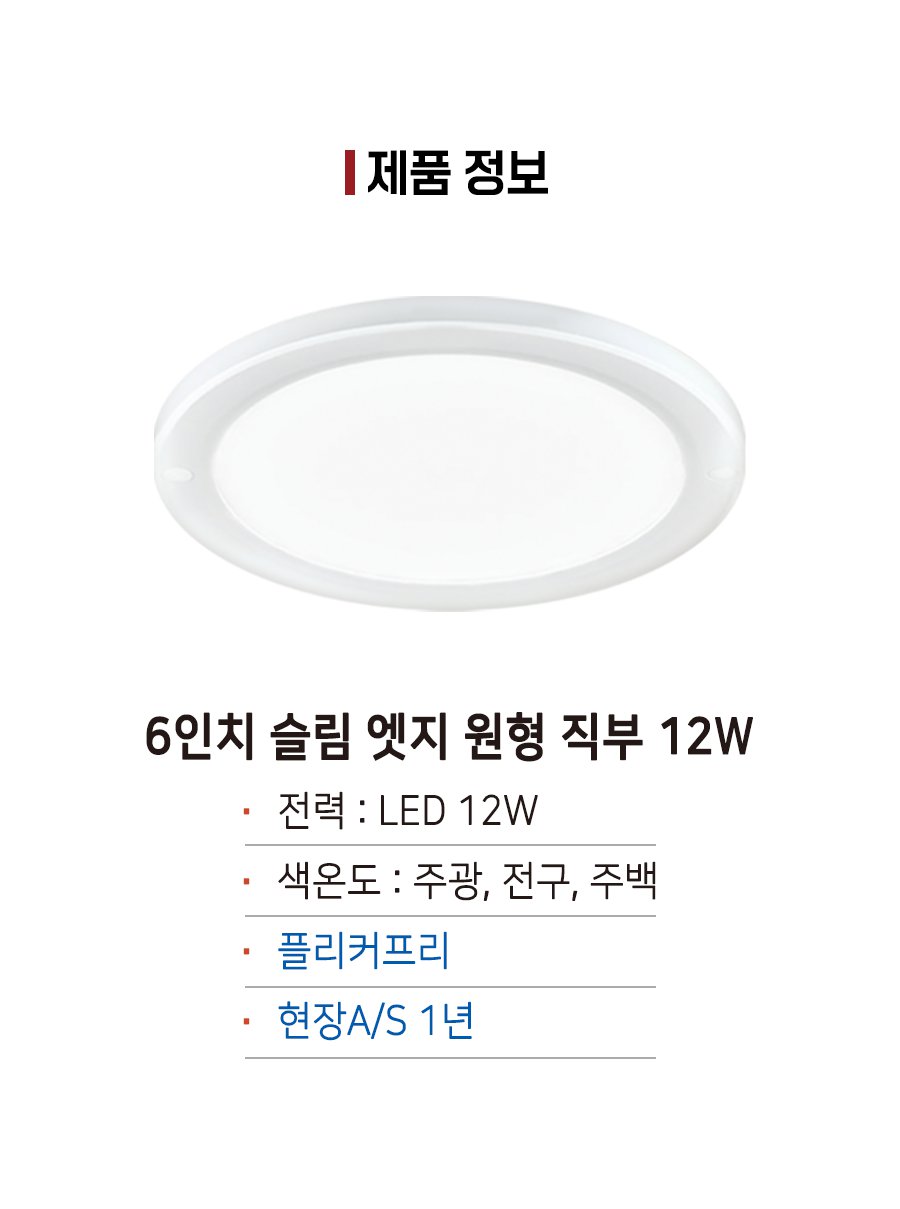 제품 정보
6인치 슬림 엣지 원형 직부 12W
· 전력 : LED 12W
· 색온도 : 주광, 전구, 주백
· 플리커프리
· 현장A/S 1년